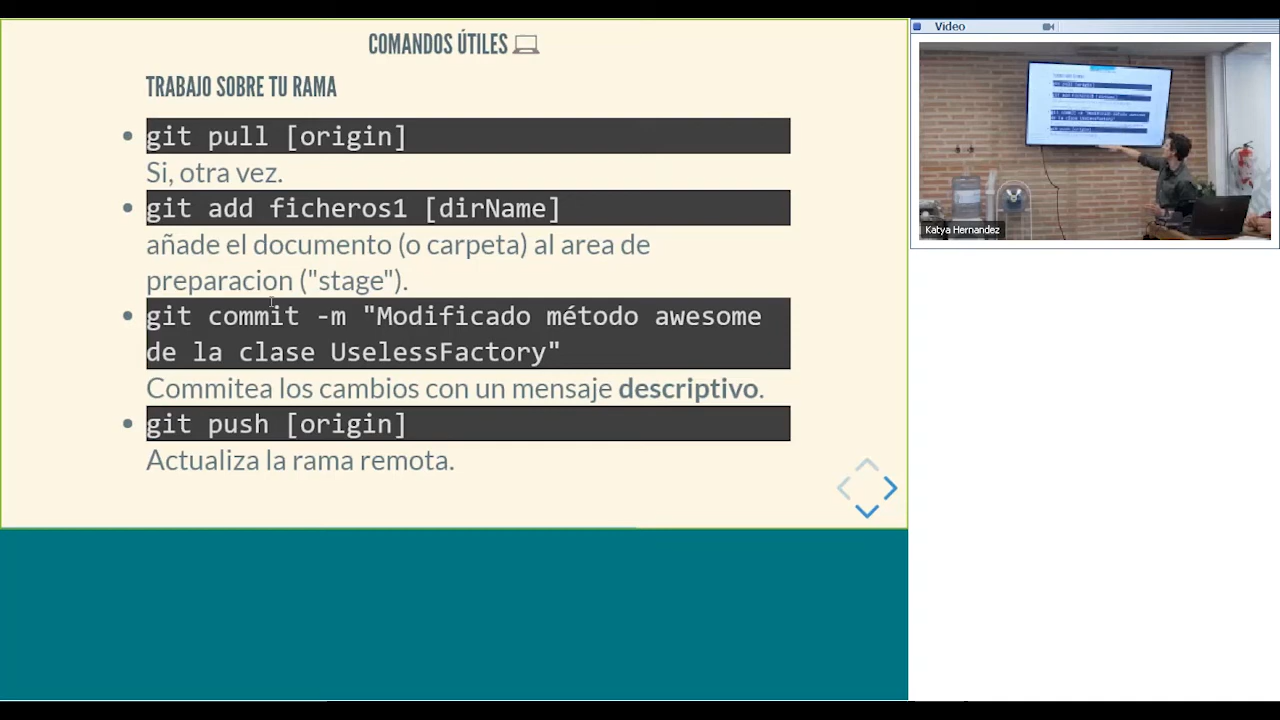 COMANDOS ÚTILES
TRABAJO SOBRE TU RAMA
git pull [origin]
Si, otra vez.
git add ficheros1 [dirName]
añade el documento (o carpeta) al area de
preparacion ("stage").
git commit -m "Modificado método awesome
de la clase UselessFactory"
Commitea los cambios con un mensaje descriptivo.
git push [origin]
Actualiza la rama remota.
Video
Katya Hernandez